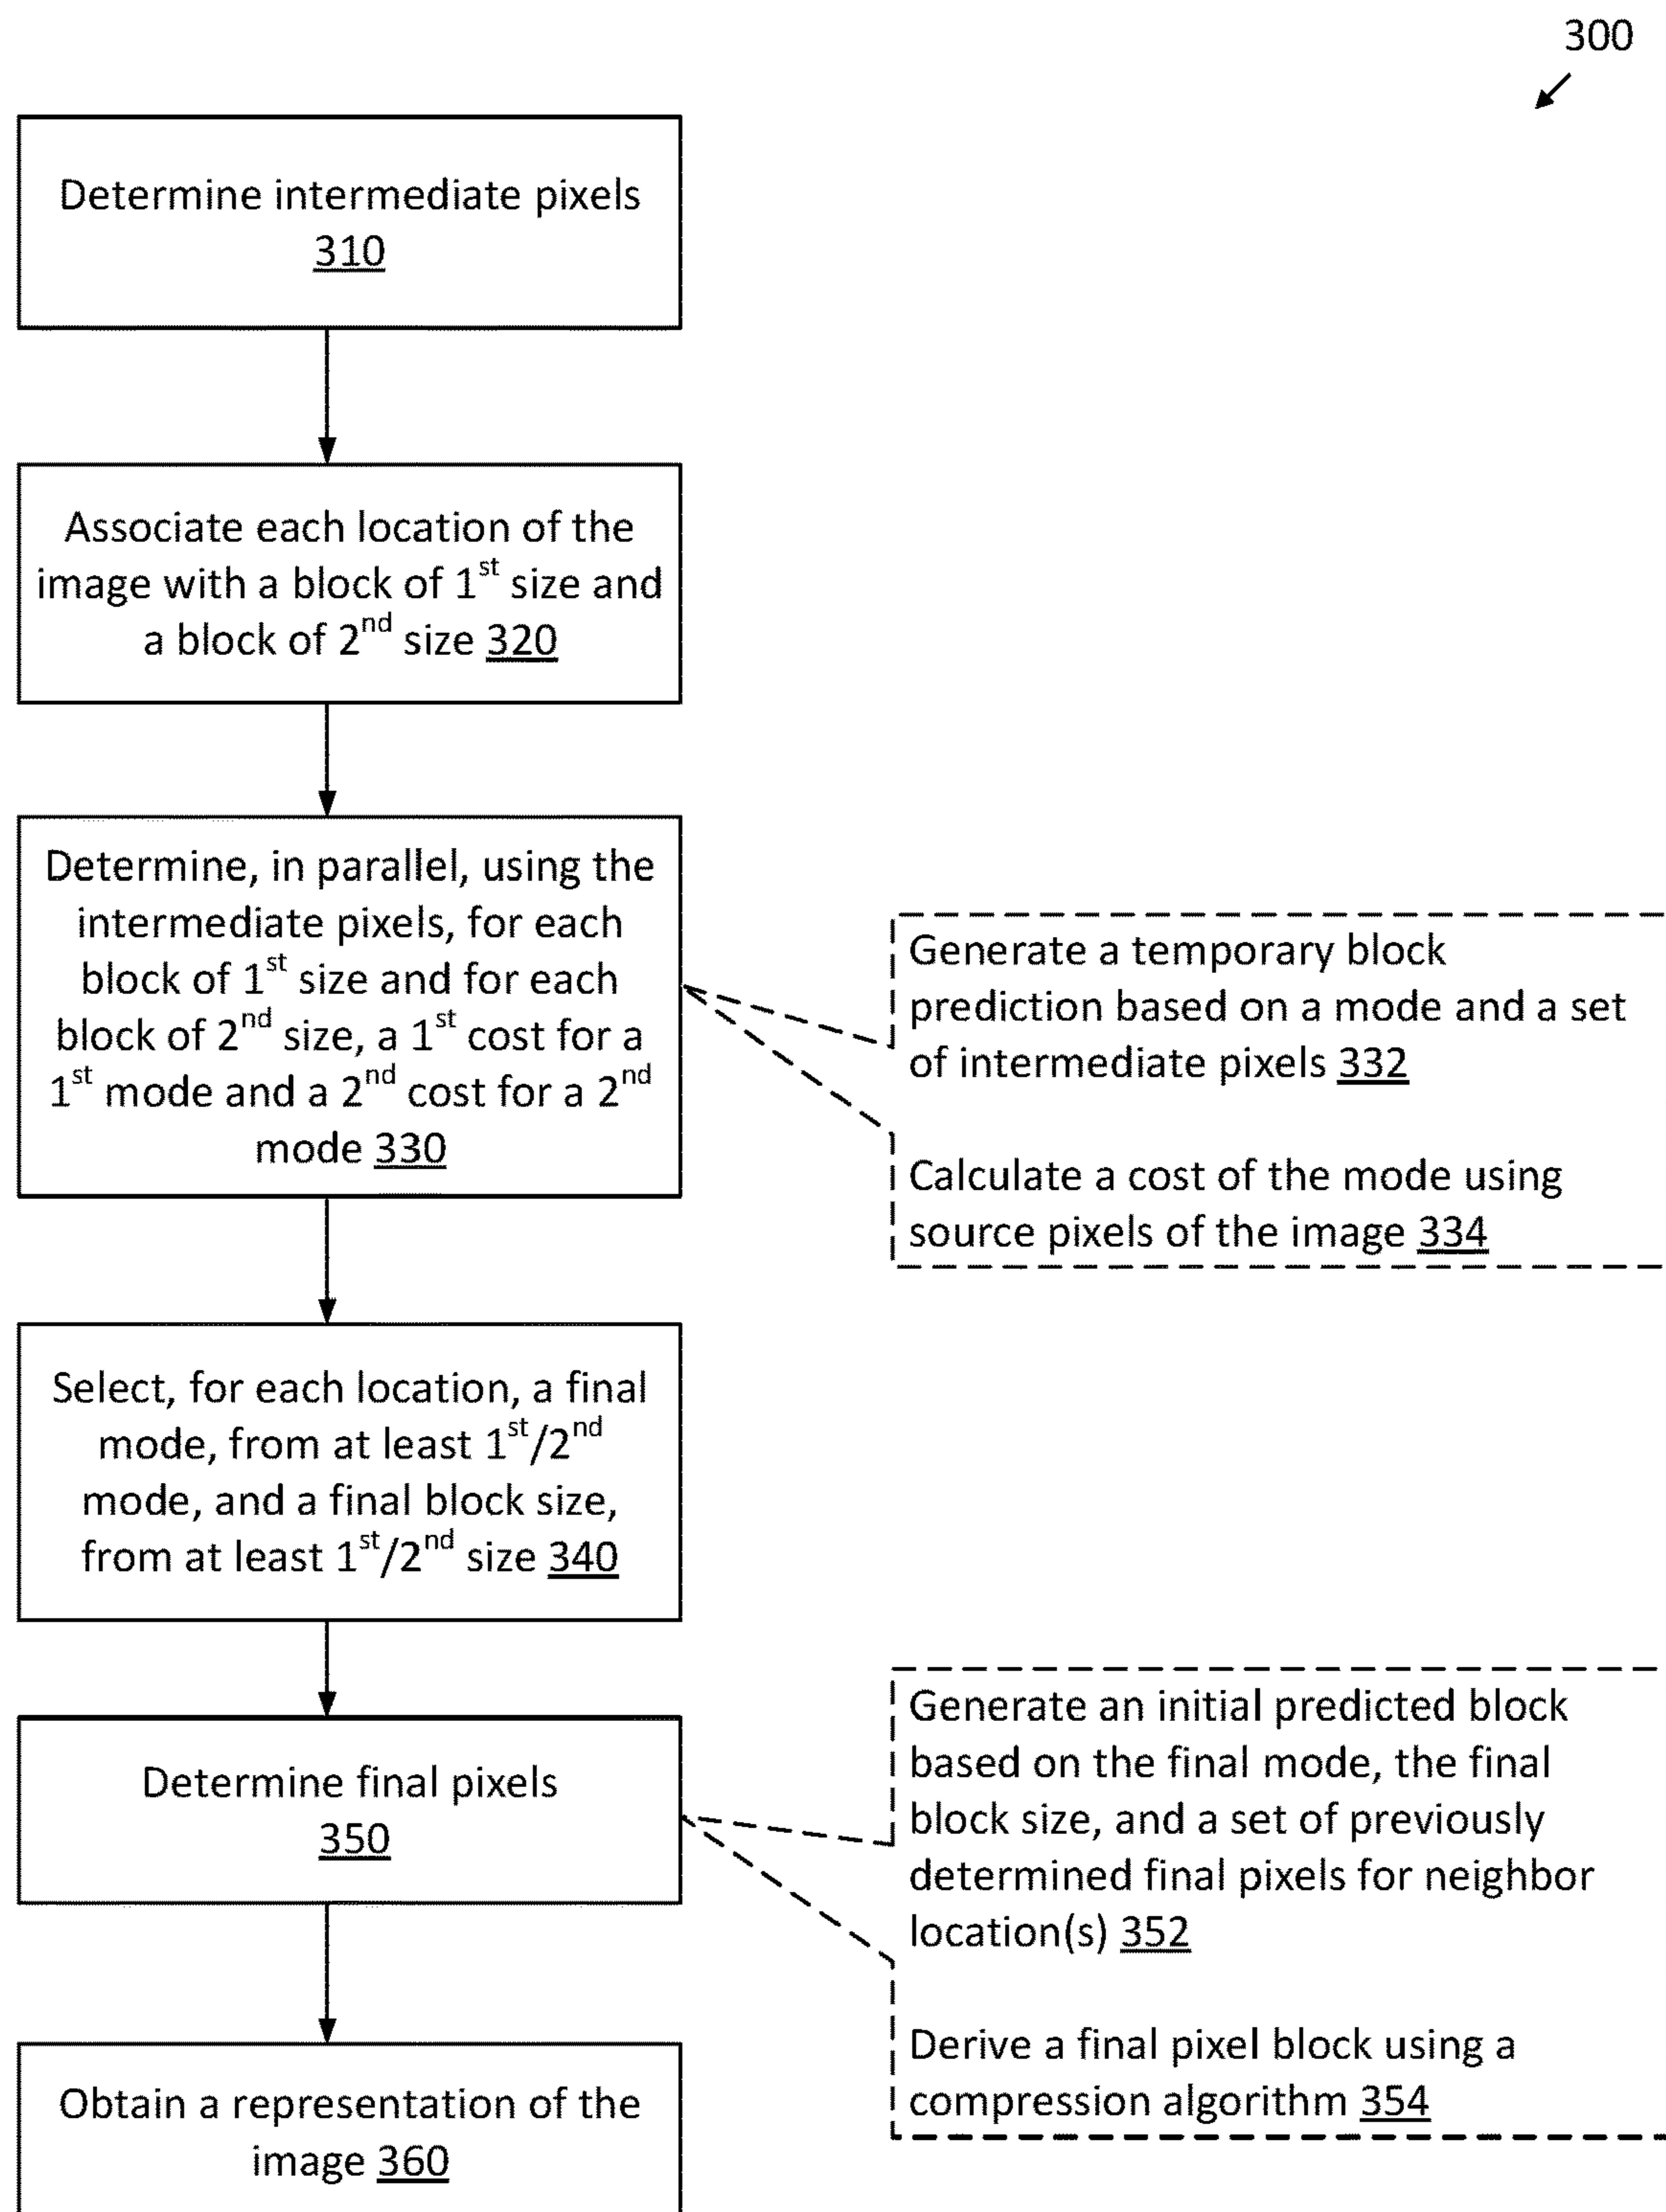 300
Determine intermediate pixels
310
Associate each location of the
image with a block of 1st size and
a block of 2nd size 320
Determine, in parallel, using the
intermediate pixels, for each
block of 1st size and for each
block of 2nd size, a 1st cost for a
1st mode and a 2nd cost for a 2nd
mode 330
Generate a temporary block
prediction based on a mode and a set
of intermediate pixels 332
Calculate a cost of the mode using
source pixels of the image 334
Select, for each location, a final
mode, from at least 1st/2nd
mode, and a final block size,
from at least 1st/2nd size 340
Determine final pixels
350
Generate an initial predicted block
based on the final mode, the final
block size, and a set of previously
determined final pixels for neighbor
location(s) 352
Derive a final pixel block using a
compression algorithm 354
Obtain a representation of the
image 360